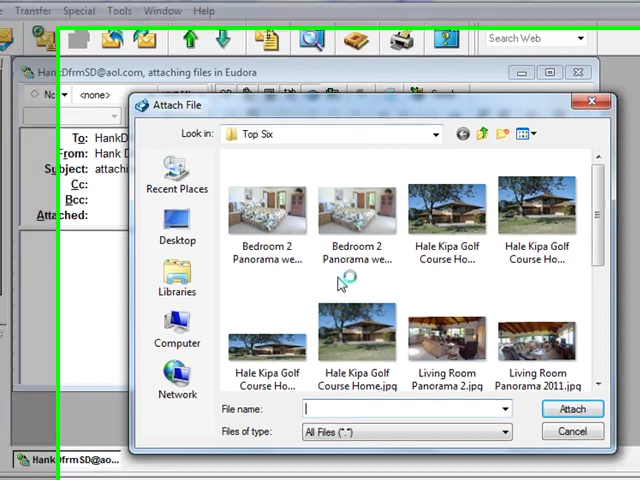 Transfer Special Tools Window Help
Search Web
HankDfrmSD@aol.com, attaching files in Eudora
<none>
Attach File
Look in: Top Six
To: HankD
From: Hank D
Subject: attachi
Cc:
Bcc:
Attached:
Recent Places
Desktop
Libraries
Computer
Network
Bedroom 2 Panorama we...
Bedroom 2 Panorama we...
Hale Kipa Golf Course Ho...
Hale Kipa Golf Course Ho...
Hale Kipa Golf Course Ho...
Hale Kipa Golf Course Home.jpg
Living Room Panorama 2.jpg
Living Room Panorama 2011.jpg
File name:
Attach
Files of type: All Files (*.*)
Cancel
HankDfrmSD@ao...